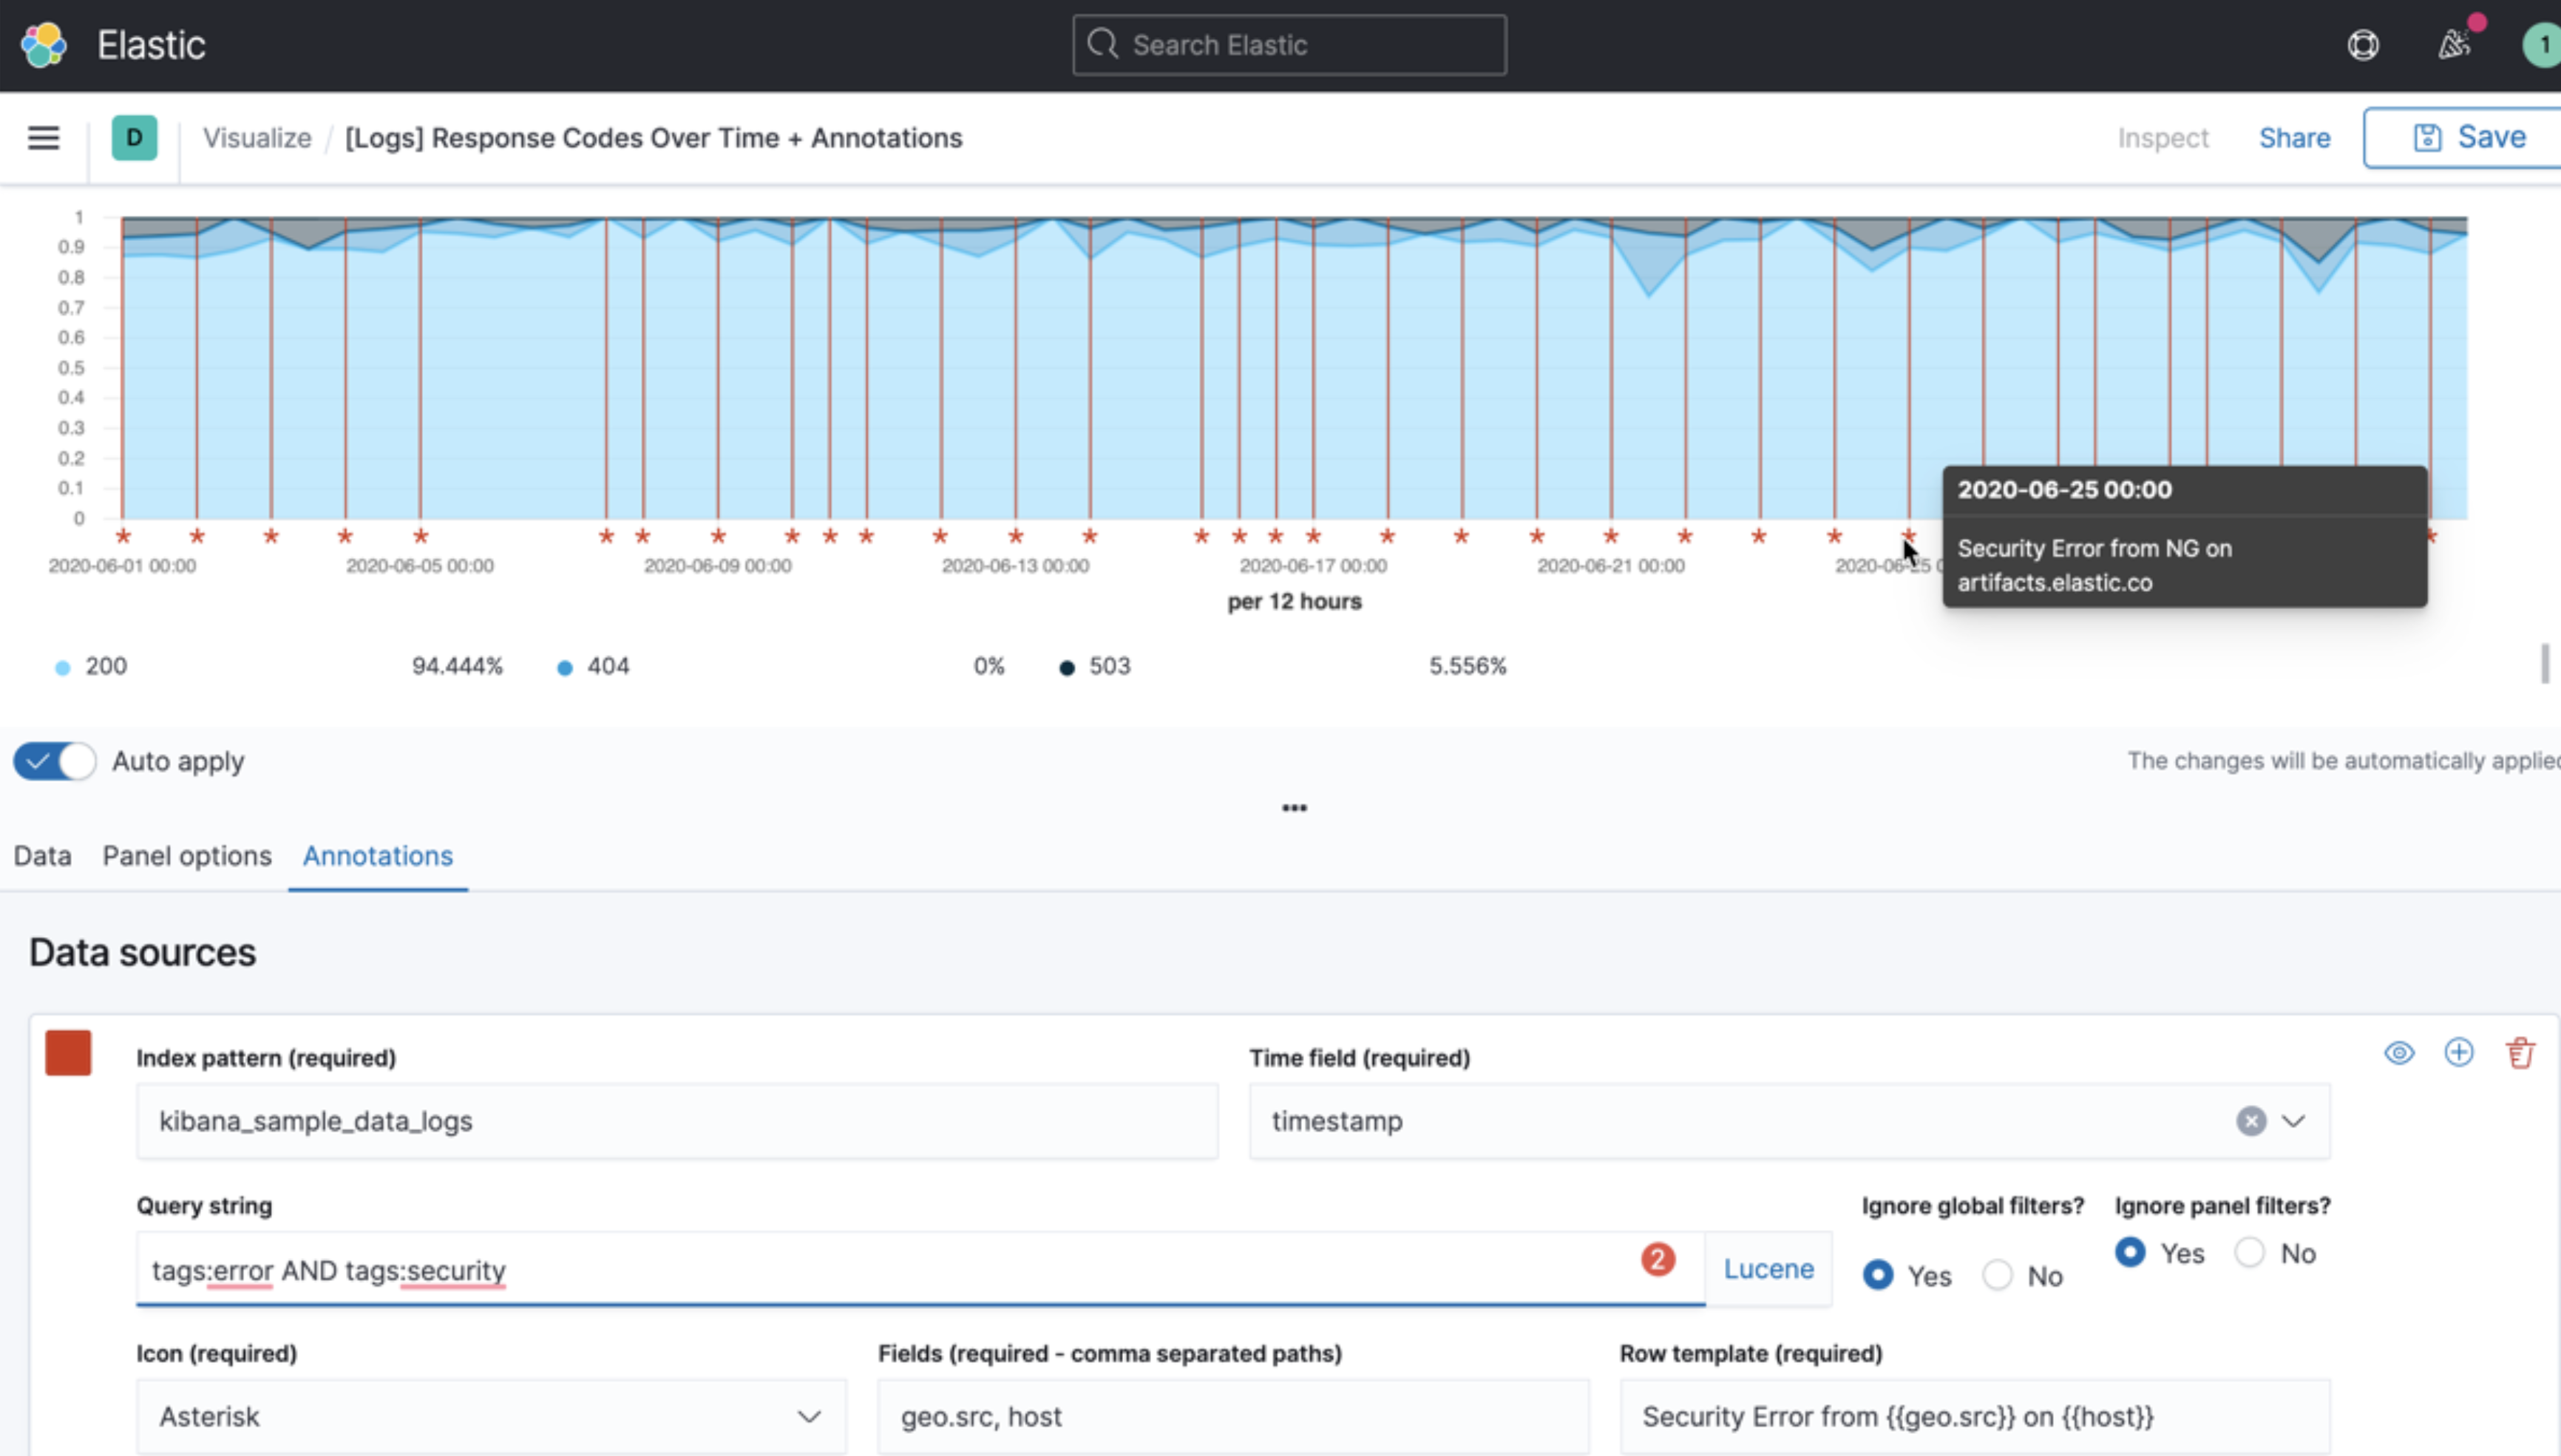 Elastic
Search Elastic
1
D
Visualize / [Logs] Response Codes Over Time + Annotations
Inspect
Share
Save
1
0.9
0.8
0.7
0.6
0.5
0.4
0.3
0.2
0.1
0
2020-06-01 00:00
2020-06-05 00:00
2020-06-09 00:00
2020-06-13 00:00
2020-06-17 00:00
2020-06-21 00:00
2020-06-25 0
2020-06-25 00:00
Security Error from NG on
artifacts.elastic.co
per 12 hours
200 94.444%
404 0%
503 5.556%
Auto apply
The changes will be automatically applied
Data
Panel options
Annotations
Data sources
Index pattern (required)
Time field (required)
kibana_sample_data_logs
timestamp
Query string
Ignore global filters?
Ignore panel filters?
tags:error AND tags:security
2
Lucene
Yes No
Yes No
Icon (required)
Fields (required - comma separated paths)
Row template (required)
Asterisk
geo.src, host
Security Error from {{geo.src}} on {{host}}